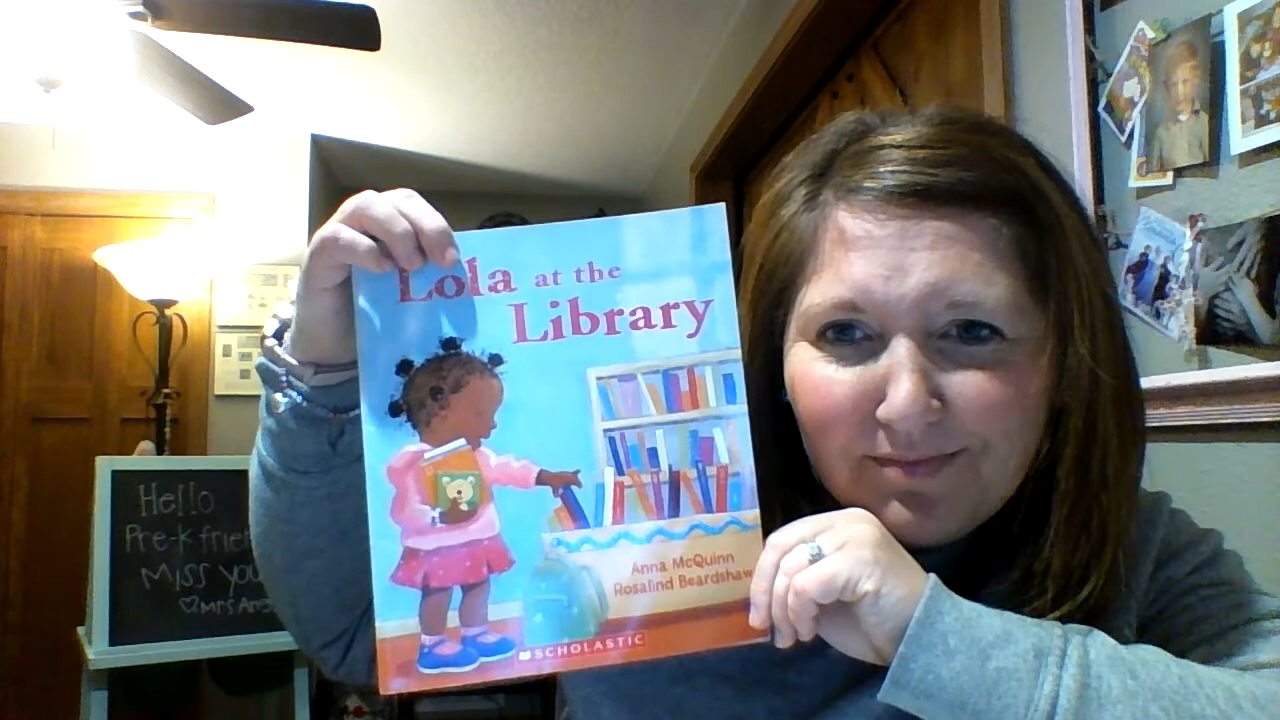 Lola at the
Library
Anna McQuinn
Rosalind Beardshaw
SCHOLASTIC
Hello
Pre-k
Miss you
♡Mrs